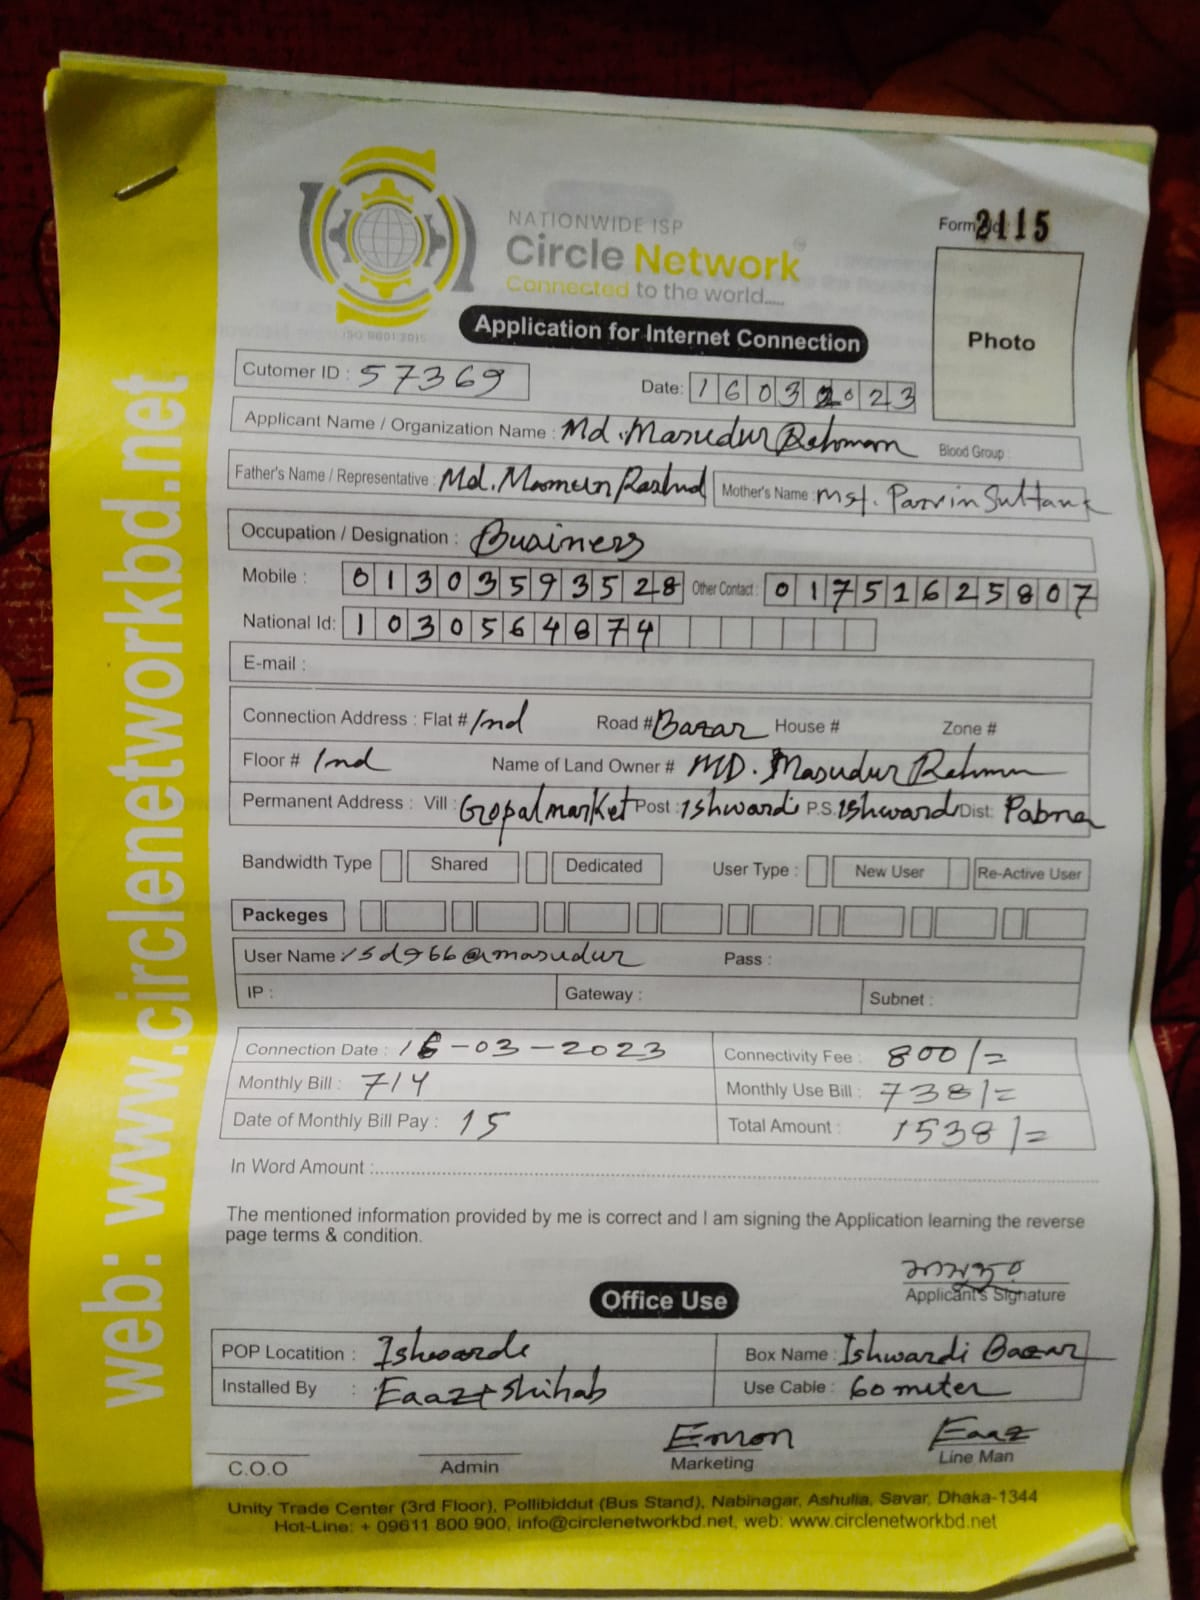 web: www.circlenetworkbd.net
NATIONWIDE ISP
Circle Network
Connected to the world.....
ISO 9001:2015
Form 2115
Photo
Application for Internet Connection
Cutomer ID : 57369
Date: 16032023
Applicant Name / Organization Name : Md. Masudur Rahman Blood Group :
Father's Name / Representative : Md. Mamun Rashid Mother's Name : Mst. Parvin Sultana
Occupation / Designation : Business
Mobile : 01303593528 Other Contact : 01751625807
National Id: 1030564874
E-mail :
Connection Address : Flat # Ind Road # Bazar House # Zone #
Floor # Ind Name of Land Owner # MD. Masudur Rahman
Permanent Address : Vill : Gopalmarket Post : Ishwardi P.S. Ishwardi Dist: Pabna
Bandwidth Type Shared Dedicated User Type : New User Re-Active User
Packeges
User Name : isd966@masudur Pass :
IP : Gateway : Subnet :
Connection Date : 16-03-2023 Connectivity Fee : 800/=
Monthly Bill : 714 Monthly Use Bill : 738/=
Date of Monthly Bill Pay : 15 Total Amount : 1538/=
In Word Amount :
The mentioned information provided by me is correct and I am signing the Application learning the reverse
page terms & condition.
Applicant's Signature
Office Use
POP Locatition : Ishwardi Box Name : Ishwardi Bazar
Installed By : Eaaz + Shihab Use Cable : 60 meter
Emon Eaaz
C.O.O Admin Marketing Line Man
Unity Trade Center (3rd Floor), Pollibiddut (Bus Stand), Nabinagar, Ashulia, Savar, Dhaka-1344
Hot-Line: + 09611 800 900, info@circlenetworkbd.net, web: www.circlenetworkbd.net